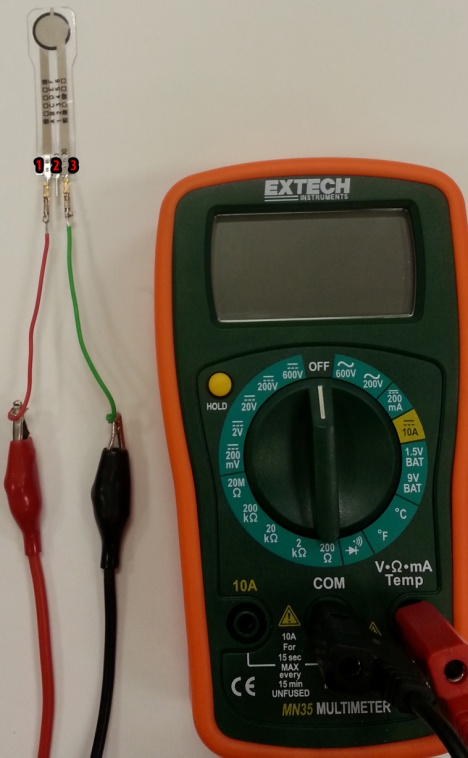 1 2 3
EXTECH
INSTRUMENTS
OFF
600V
200V
20V
2V
200
mV
20M
Ω
200
kΩ
20
kΩ
2
kΩ
200
Ω
600V
200V
200
mA
10A
1.5V
BAT
9V
BAT
°C
°F
HOLD
10A
COM
V•Ω•mA
Temp
10A
For
15 sec
MAX
every
15 min
UNFUSED
CE
MN35 MULTIMETER